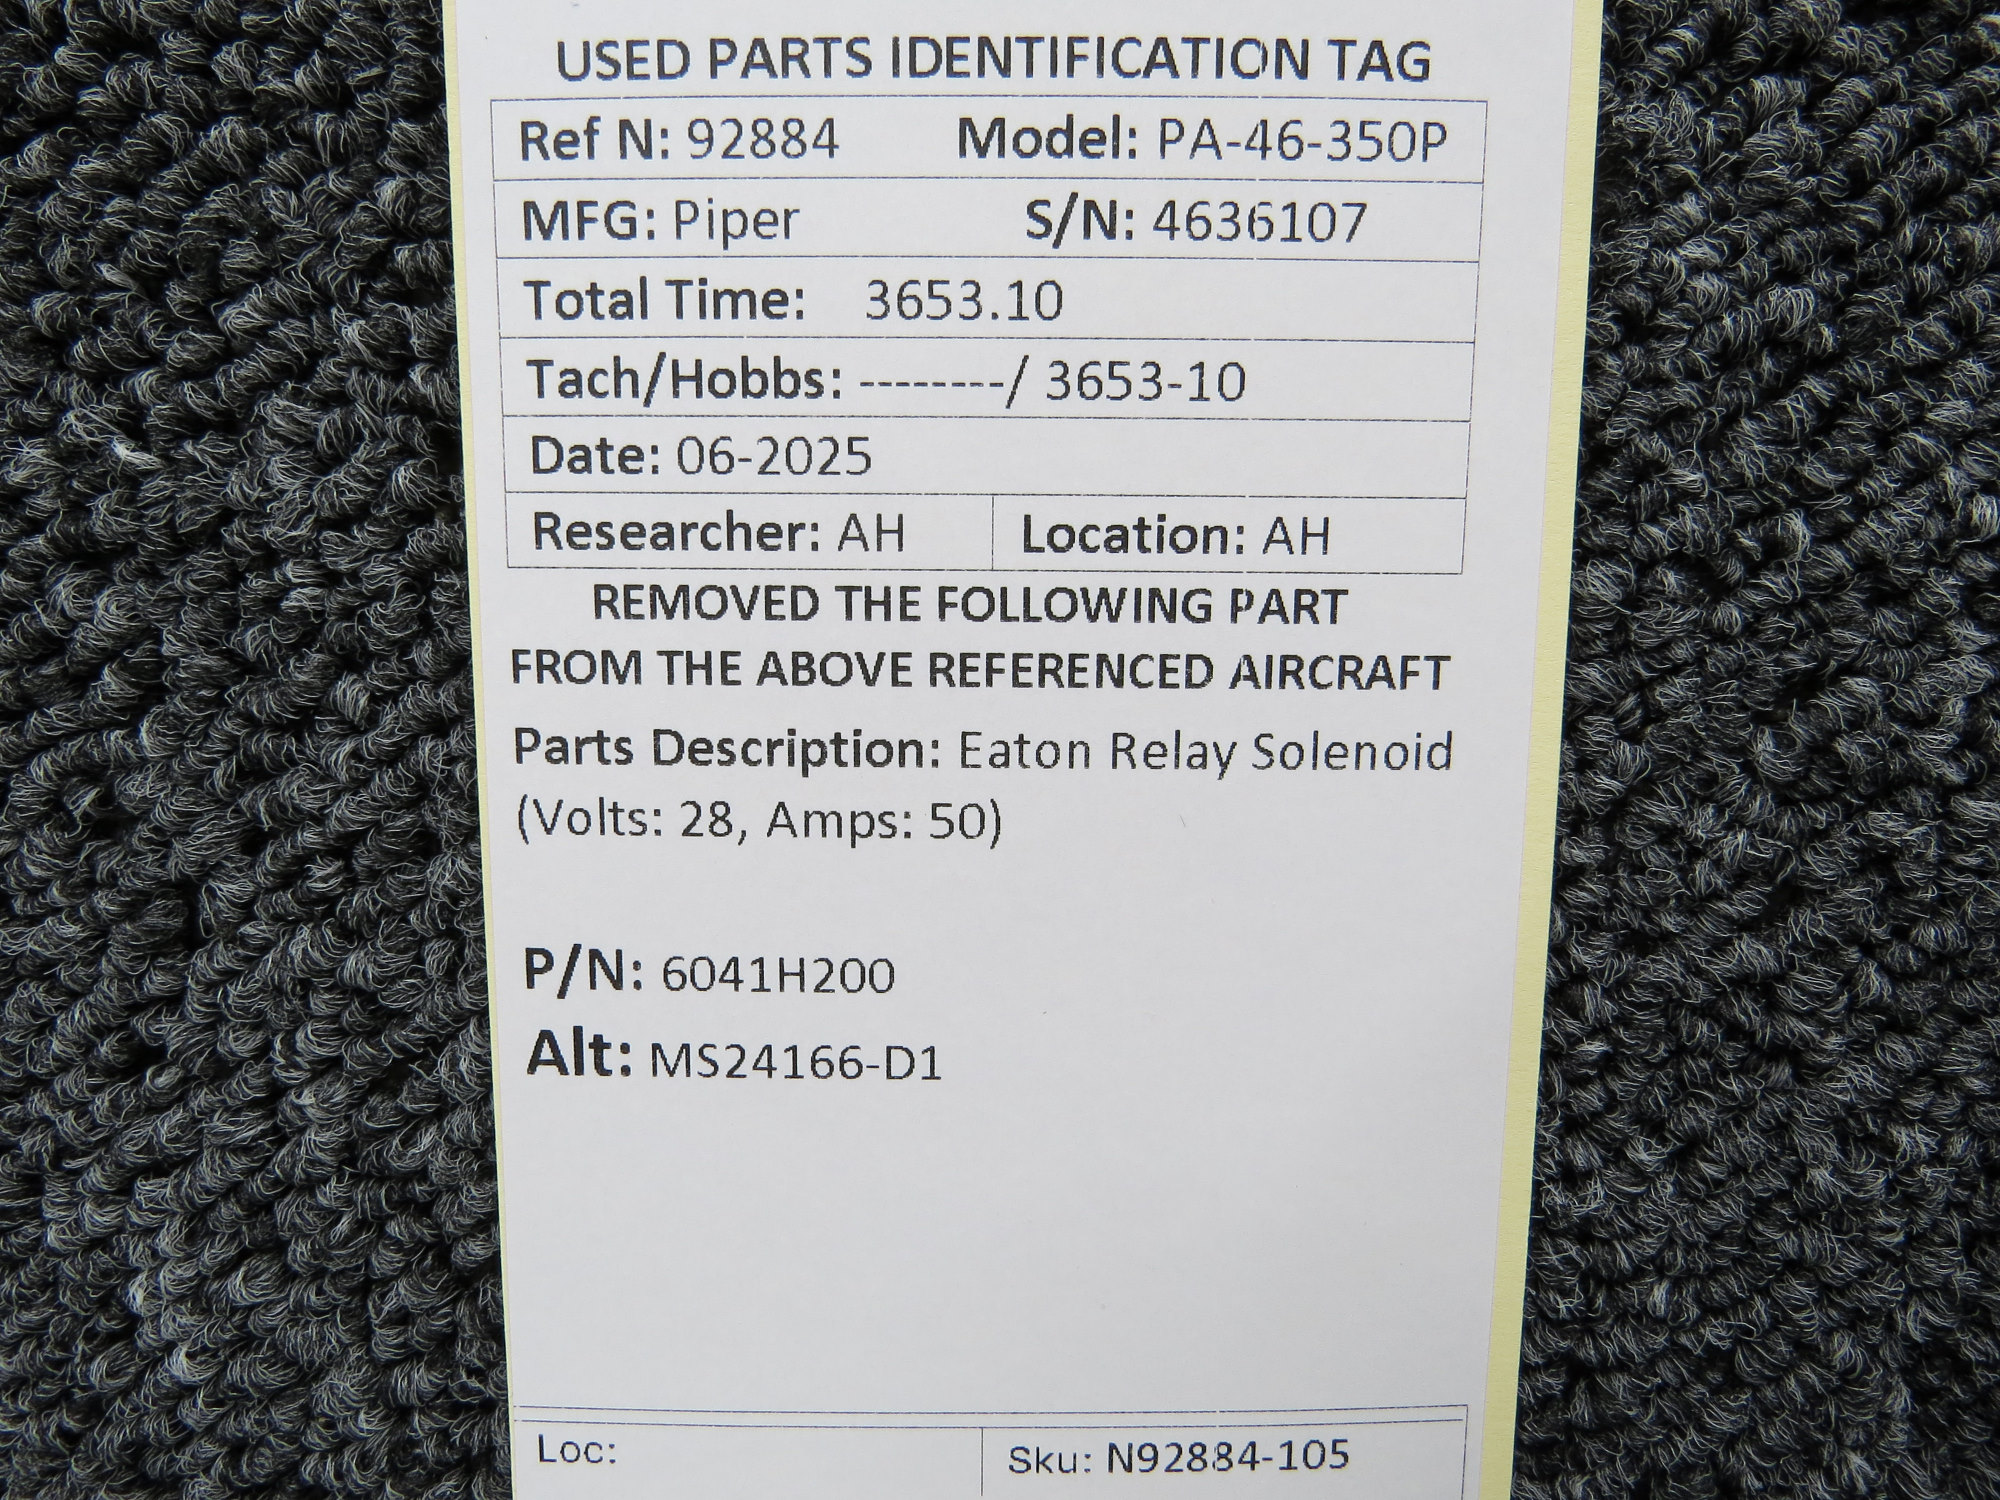 USED PARTS IDENTIFICATION TAG
Ref N: 92884 Model: PA-46-350P
MFG: Piper S/N: 4636107
Total Time: 3653.10
Tach/Hobbs: --------/ 3653-10
Date: 06-2025
Researcher: AH Location: AH
REMOVED THE FOLLOWING PART
FROM THE ABOVE REFERENCED AIRCRAFT
Parts Description: Eaton Relay Solenoid
(Volts: 28, Amps: 50)
P/N: 6041H200
Alt: MS24166-D1
Loc: Sku: N92884-105